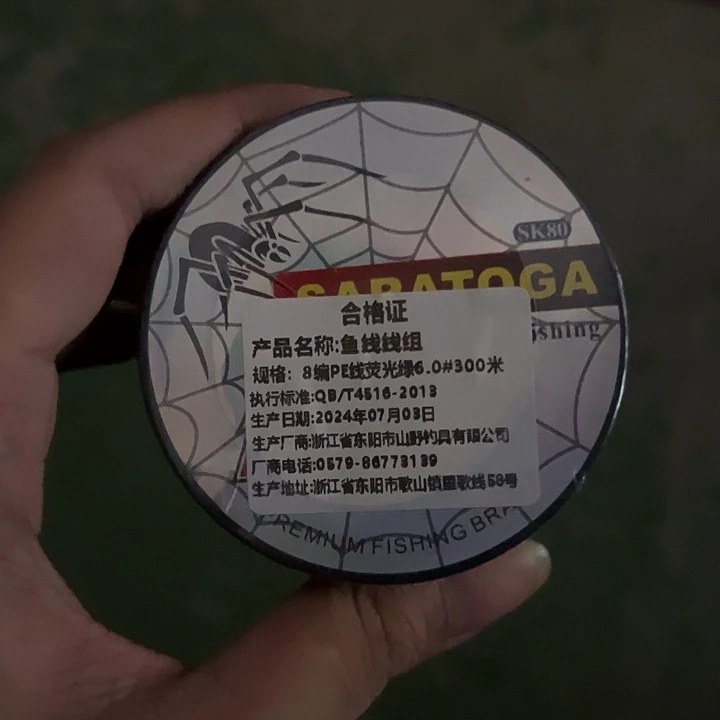 SK80
SARATOGA
shing
合格证
产品名称:鱼线线组
规格: 8编PE线荧光绿6.0#300米
执行标准:QB/T4516-2013
生产日期:2024年07月03日
生产厂商:浙江省东阳市山野钓具有限公司
厂商电话:0579-86773139
生产地址:浙江省东阳市歌山镇屋歌线58号
PREMIUM FISHING BRA